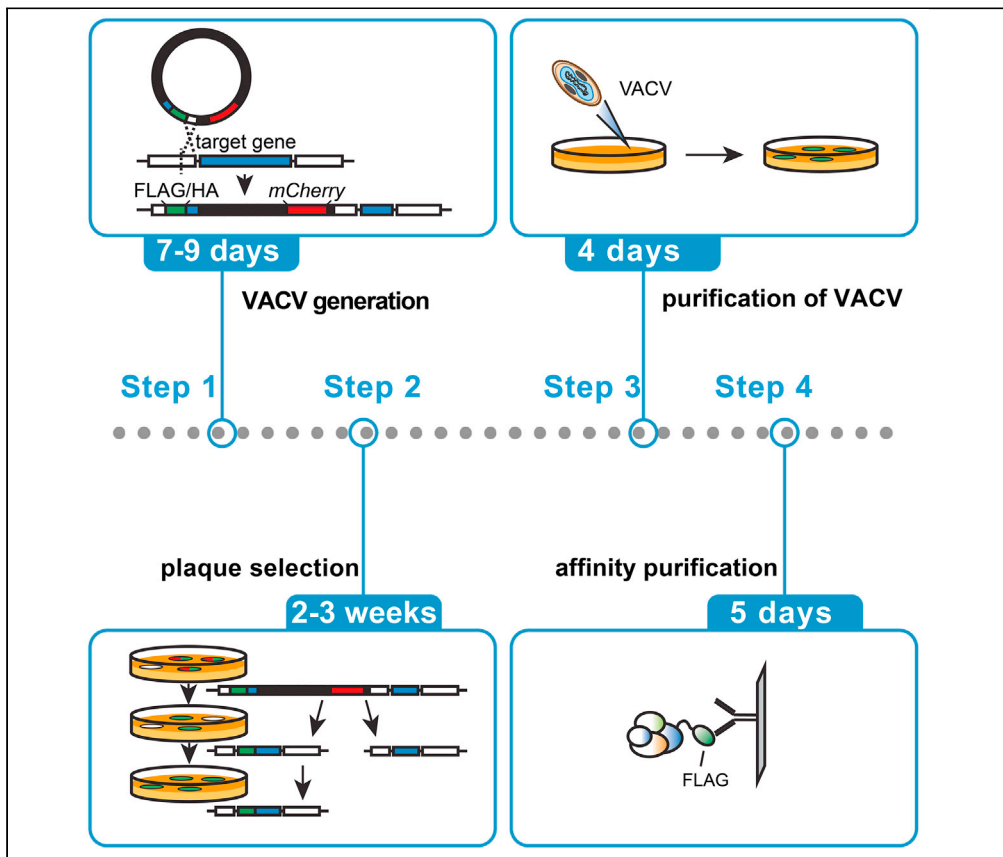 target gene
FLAG/HA
mCherry
7-9 days
VACV generation
VACV
4 days
purification of VACV
Step 1
Step 2
Step 3
Step 4
plaque selection
2-3 weeks
affinity purification
5 days
FLAG